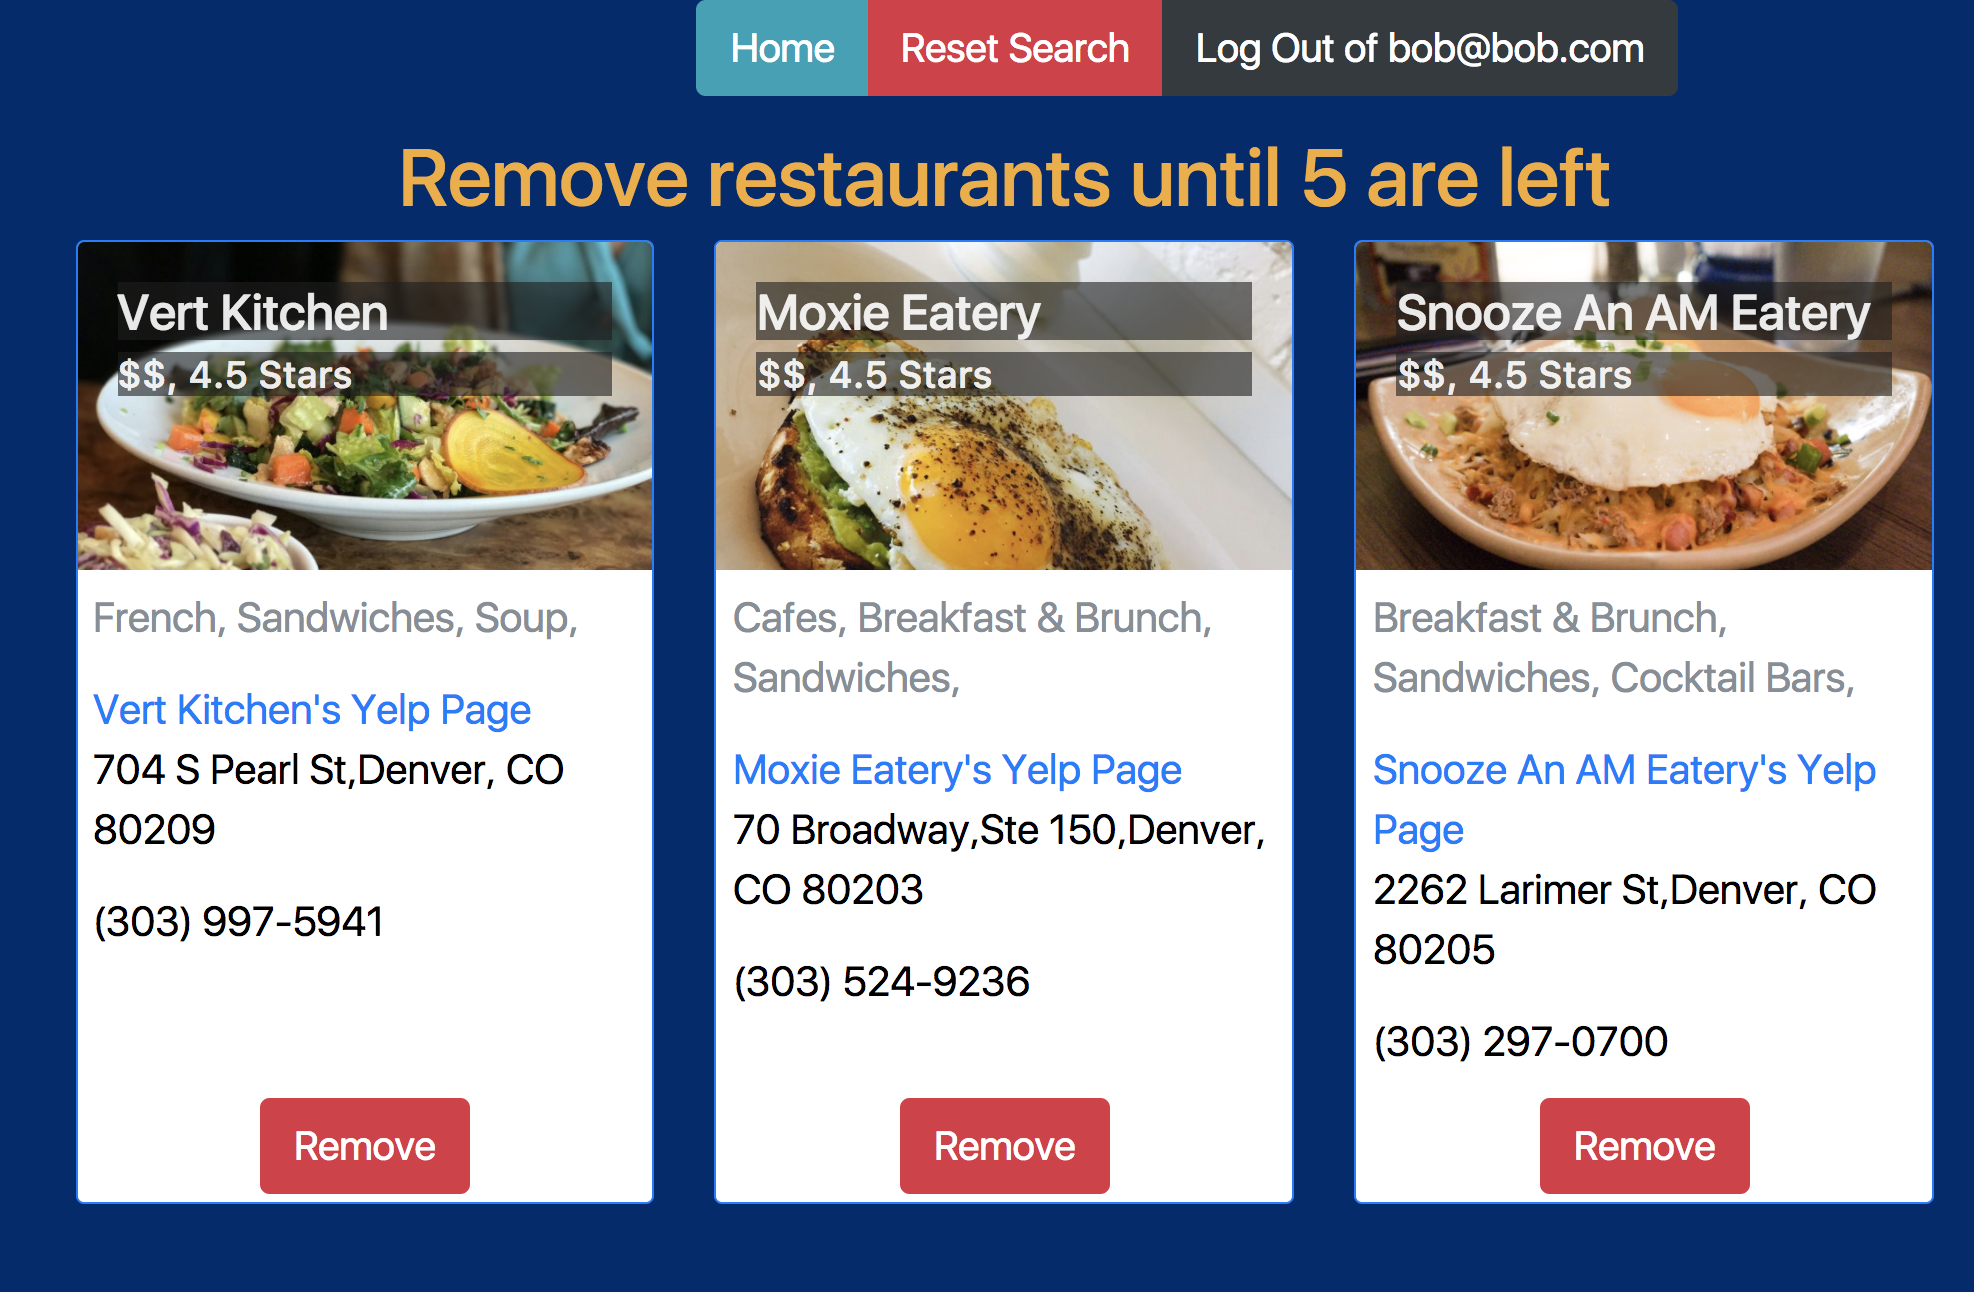 Home
Reset Search
Log Out of bob@bob.com
Remove restaurants until 5 are left
Vert Kitchen
$$, 4.5 Stars
French, Sandwiches, Soup,
Vert Kitchen's Yelp Page
704 S Pearl St,Denver, CO
80209
(303) 997-5941
Remove
Moxie Eatery
$$, 4.5 Stars
Cafes, Breakfast & Brunch,
Sandwiches,
Moxie Eatery's Yelp Page
70 Broadway,Ste 150,Denver,
CO 80203
(303) 524-9236
Remove
Snooze An AM Eatery
$$, 4.5 Stars
Breakfast & Brunch,
Sandwiches, Cocktail Bars,
Snooze An AM Eatery's Yelp
Page
2262 Larimer St,Denver, CO
80205
(303) 297-0700
Remove